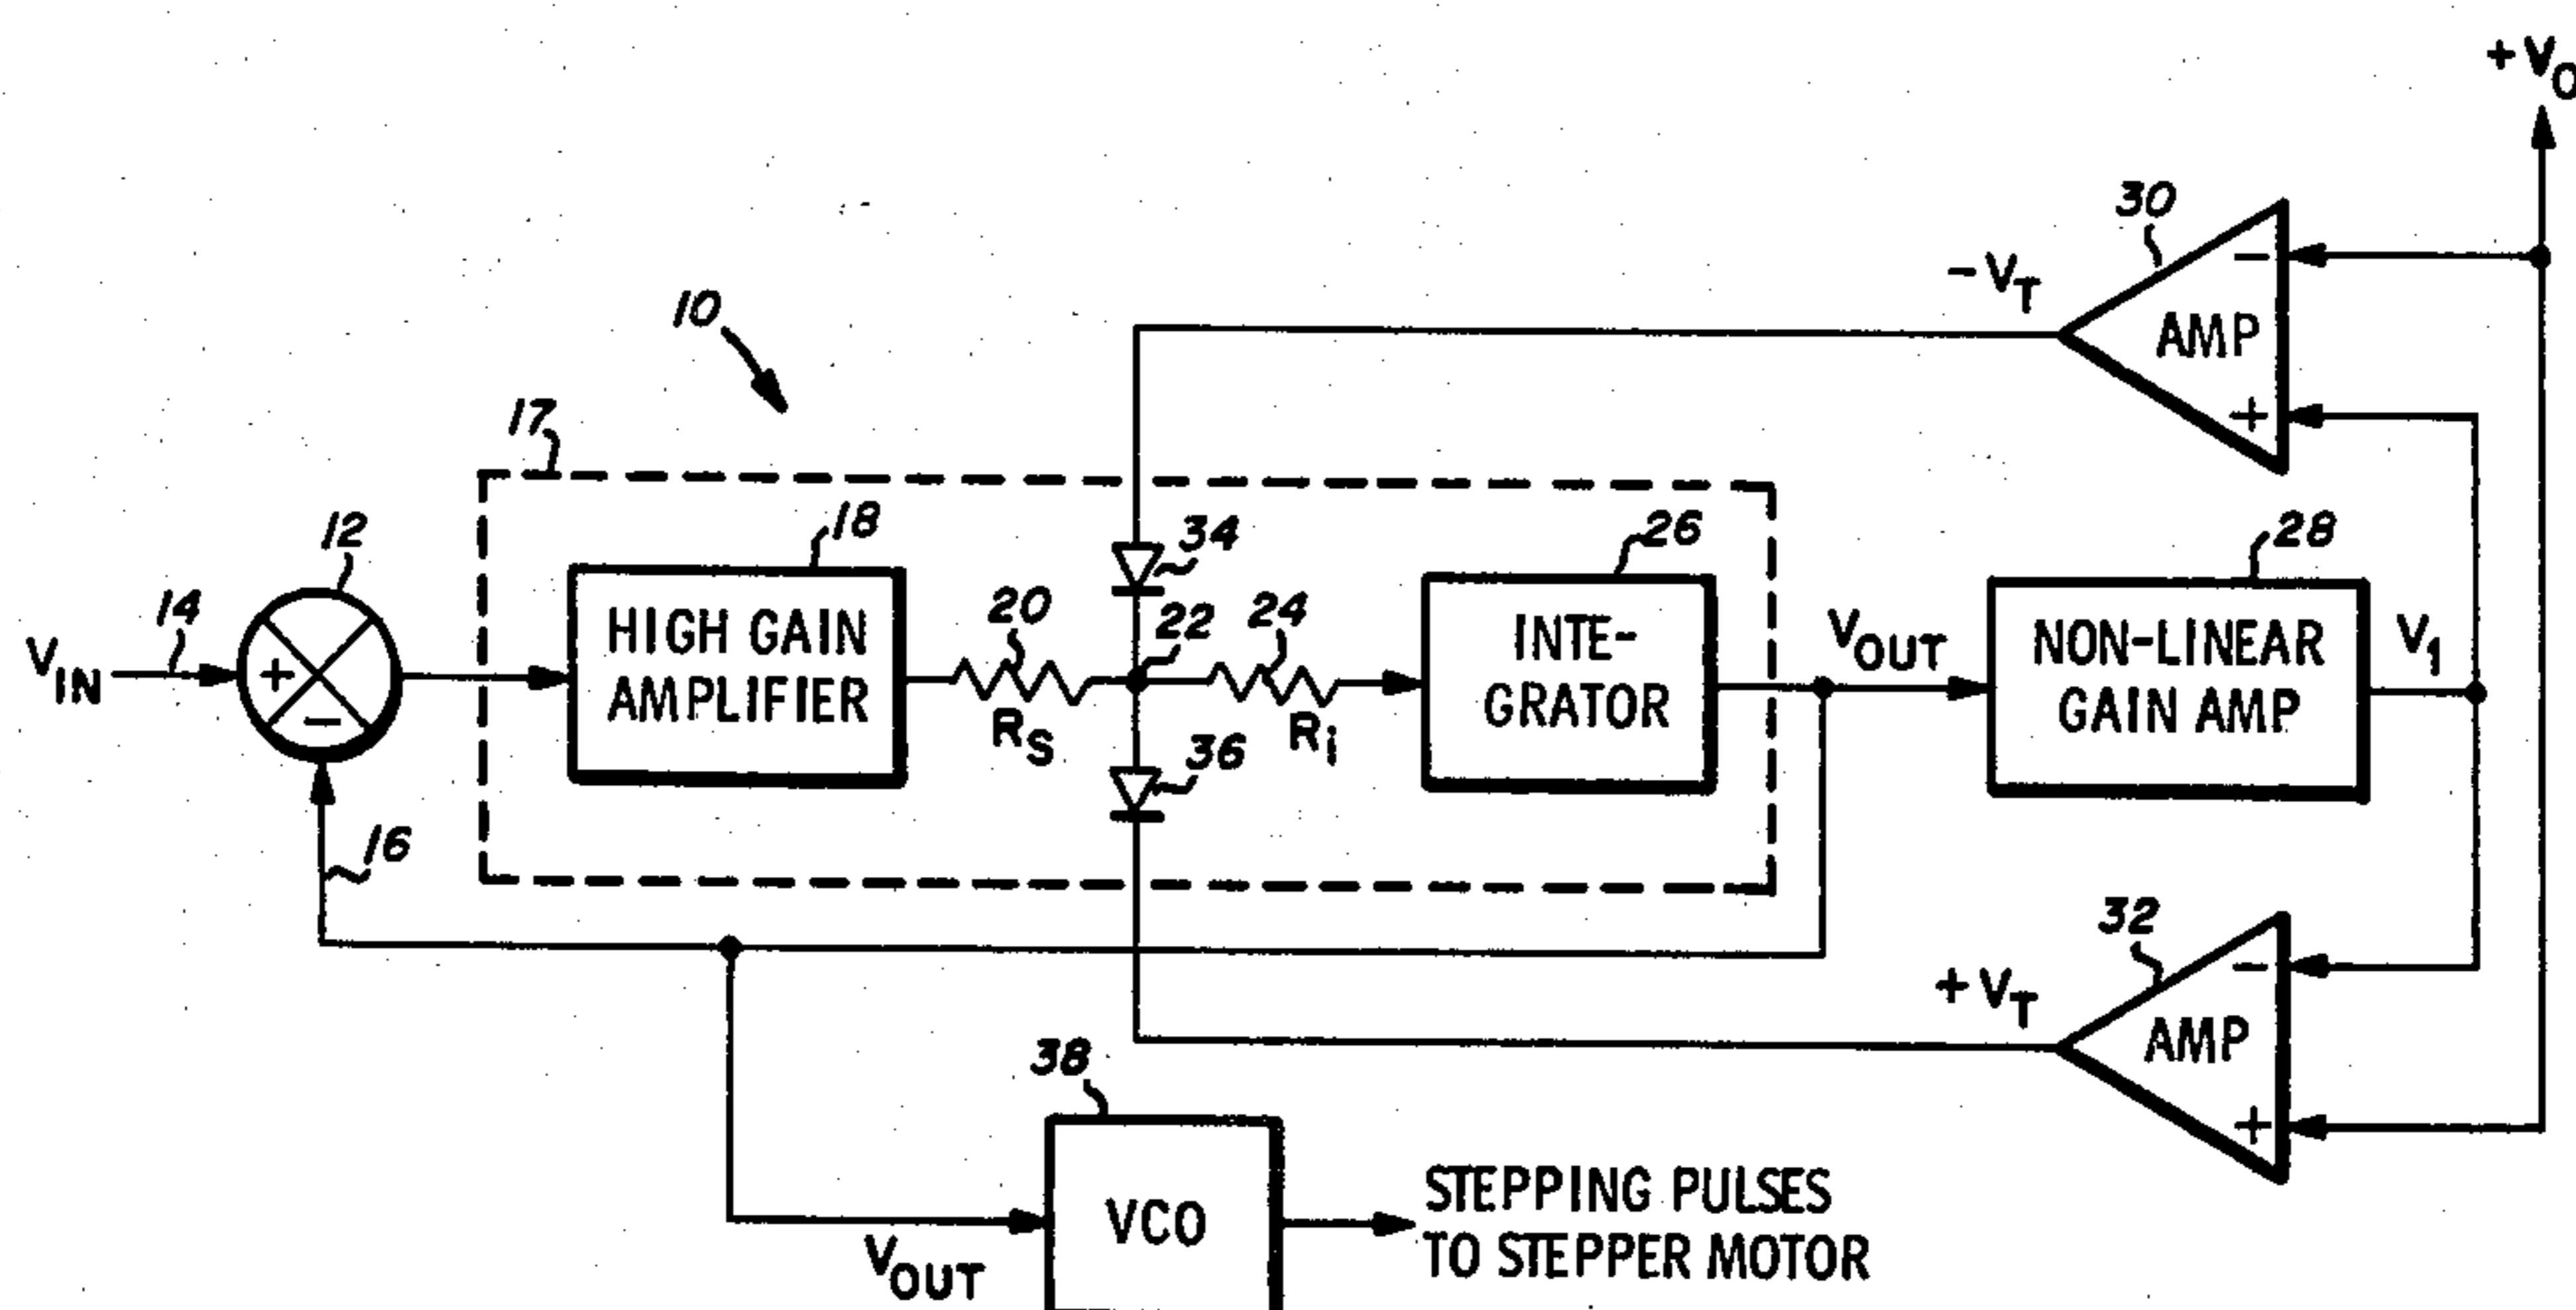 +VO
30
−
-VT
AMP
10
+
17
12
18
34
26
28
14
20
22
24
VIN
+
HIGH GAIN
AMPLIFIER
INTE-
GRATOR
VOUT
NON-LINEAR
GAIN AMP
V1
−
RS
Ri
36
16
32
−
+VT
AMP
38
+
VCO
STEPPING PULSES
TO STEPPER MOTOR
VOUT